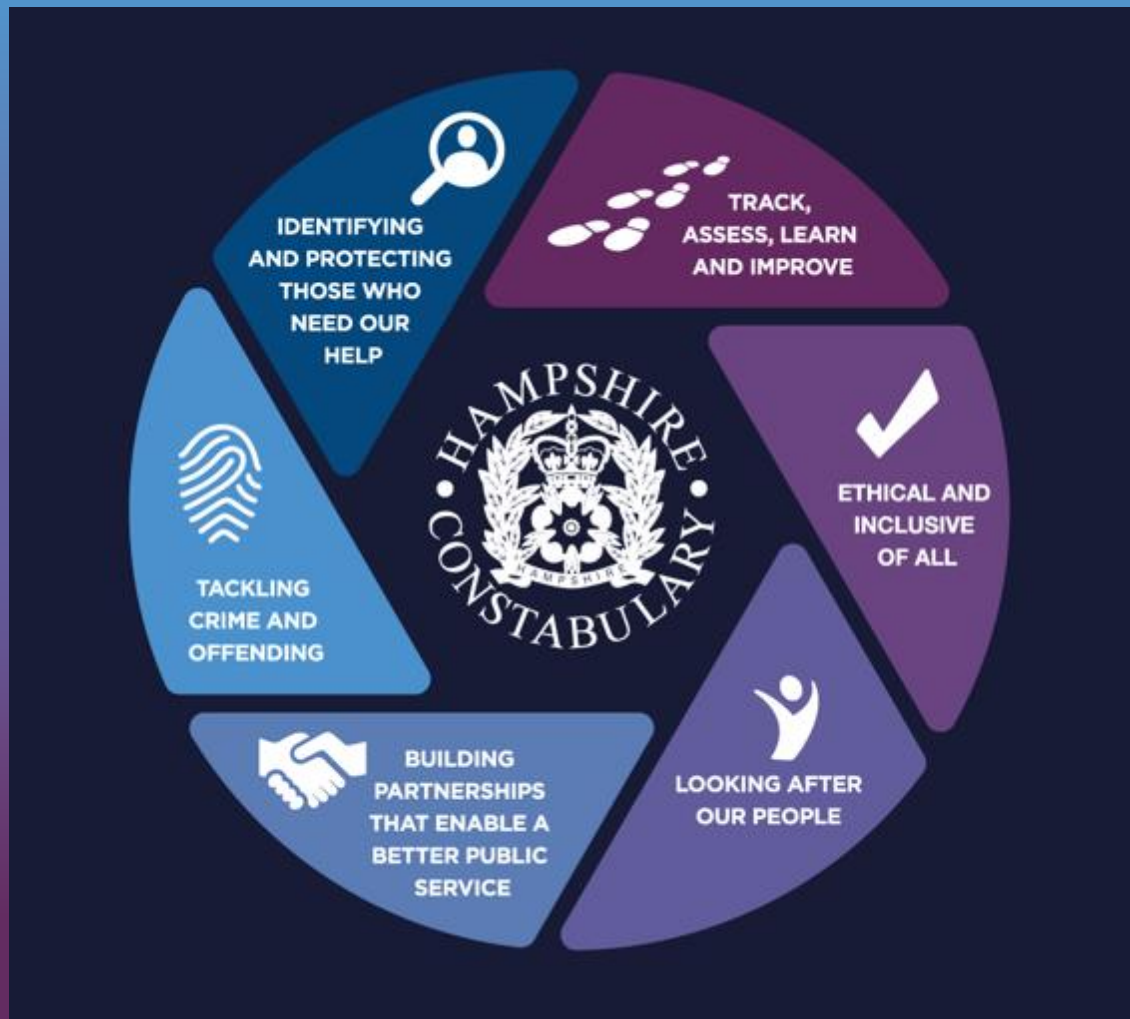 IDENTIFYING
AND PROTECTING
THOSE WHO
NEED OUR
HELP
TRACK,
ASSESS, LEARN
AND IMPROVE
ETHICAL AND
INCLUSIVE
OF ALL
LOOKING AFTER
OUR PEOPLE
BUILDING
PARTNERSHIPS
THAT ENABLE A
BETTER PUBLIC
SERVICE
TACKLING
CRIME AND
OFFENDING
HAMPSHIRE
CONSTABULARY
HAMPSHIRE